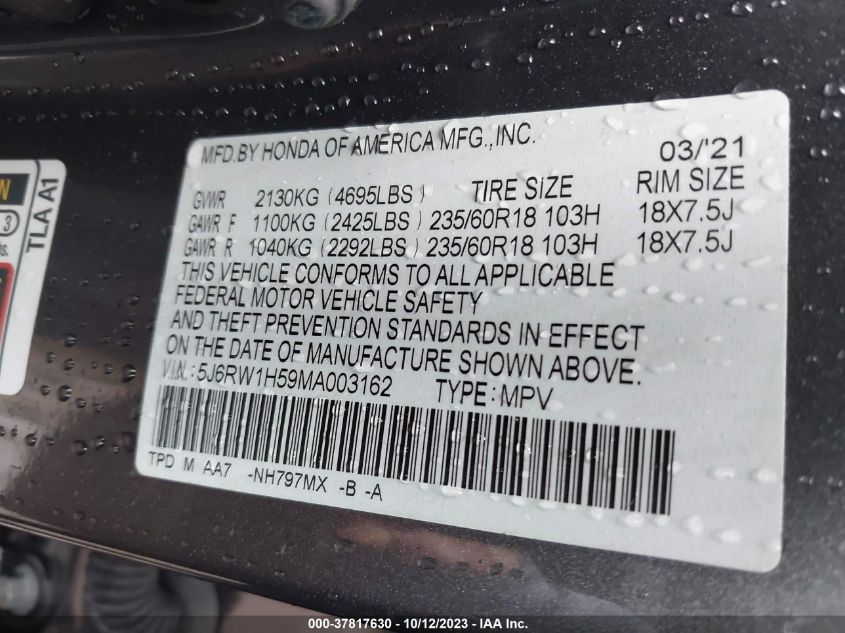 MFD.BY HONDA OF AMERICA MFG.,INC. 03/'21
GVWR 2130KG (4695LBS) TIRE SIZE RIM SIZE
GAWR F 1100KG (2425LBS) 235/60R18 103H 18X7.5J
GAWR R 1040KG (2292LBS) 235/60R18 103H 18X7.5J
THIS VEHICLE CONFORMS TO ALL APPLICABLE
FEDERAL MOTOR VEHICLE SAFETY
AND THEFT PREVENTION STANDARDS IN EFFECT
ON THE DATE OF MANUFACTURE SHOWN ABOVE.
V.I.N.:5J6RW1H59MA003162 TYPE:MPV
TPD M AA7 -NH797MX -B -A
TLA A1
N
3
bs.
000-37817630 - 10/12/2023 - IAA Inc.